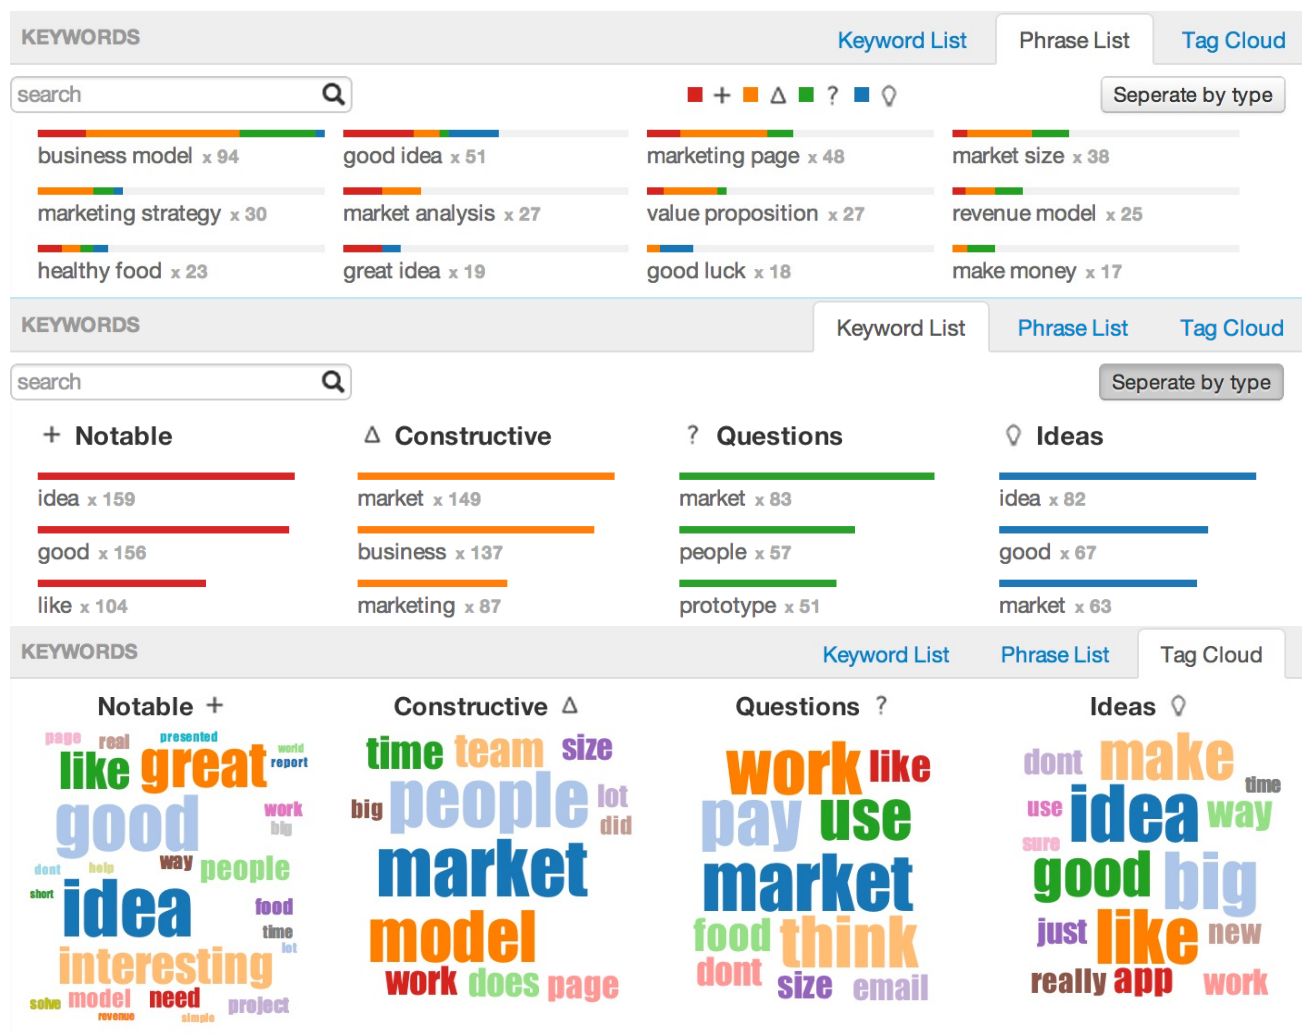 KEYWORDS Keyword List Phrase List Tag Cloud
search + Δ ? Seperate by type
business model x 94 good idea x 51 marketing page x 48 market size x 38
marketing strategy x 30 market analysis x 27 value proposition x 27 revenue model x 25
healthy food x 23 great idea x 19 good luck x 18 make money x 17
KEYWORDS Keyword List Phrase List Tag Cloud
search Seperate by type
+ Notable Δ Constructive ? Questions Ideas
idea x 159 market x 149 market x 83 idea x 82
good x 156 business x 137 people x 57 good x 67
like x 104 marketing x 87 prototype x 51 market x 63
KEYWORDS Keyword List Phrase List Tag Cloud
Notable + Constructive Δ Questions ? Ideas
page real presented world
like great report
good work
big
way people
dont help
short idea food
time
lot
interesting
solve model need project
revenue simple
time team size
big people lot
did
market
model
work does page
work like
pay use
market
food think
dont size email
dont make
time
use idea way
sure
good big
just like new
really app work